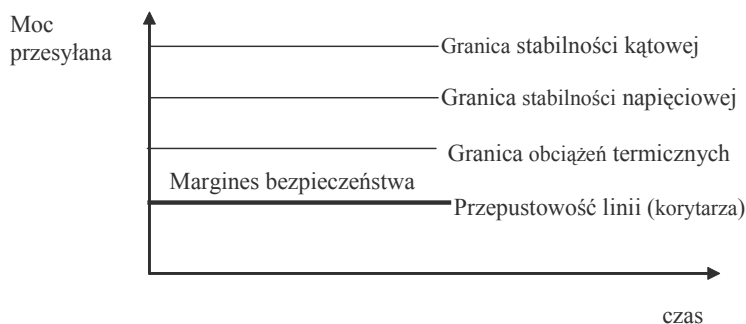 Moc
przesyłana
Granica stabilności kątowej
Granica stabilności napięciowej
Granica obciążeń termicznych
Margines bezpieczeństwa
Przepustowość linii (korytarza)
czas